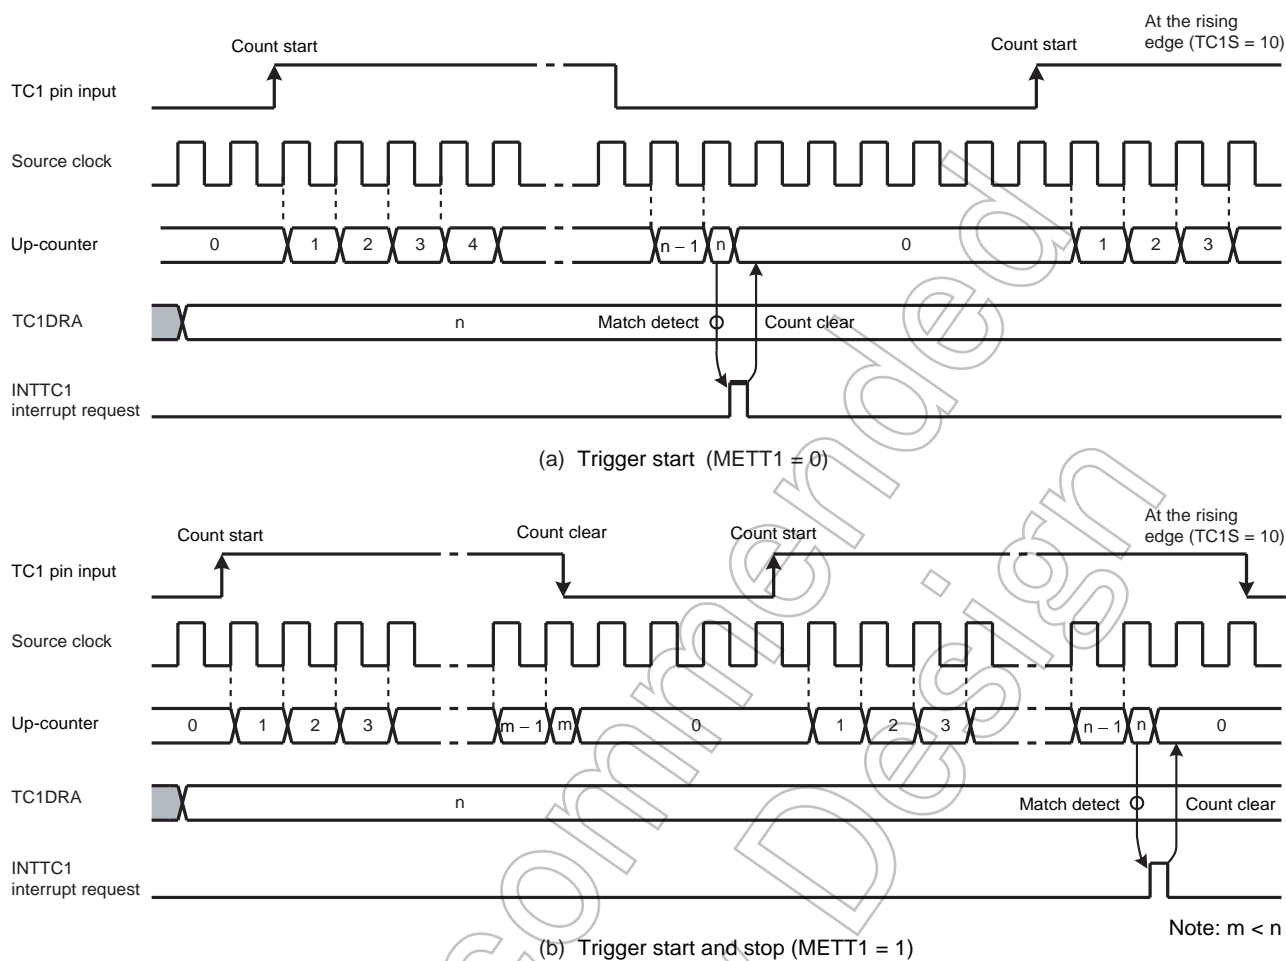 At the rising
edge (TC1S = 10)
Count start
Count start
TC1 pin input
Source clock
Up-counter
0
1
2
3
4
n – 1
n
0
1
2
3
TC1DRA
n
Match detect
Count clear
INTTC1
interrupt request
(a) Trigger start (METT1 = 0)
At the rising
edge (TC1S = 10)
Count start
Count clear
Count start
TC1 pin input
Source clock
Up-counter
0
1
2
3
m – 1
m
0
1
2
3
n – 1
n
0
TC1DRA
n
Match detect
Count clear
INTTC1
interrupt request
Note: m < n
(b) Trigger start and stop (METT1 = 1)
ommended
Design